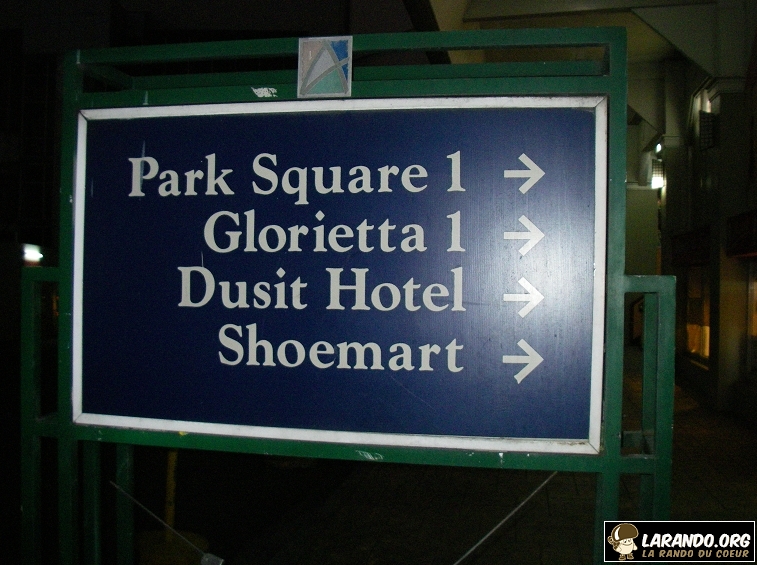 Park Square 1 →
Glorietta 1 →
Dusit Hotel →
Shoemart →
LARANDO.ORG
LA RANDO DU COEUR